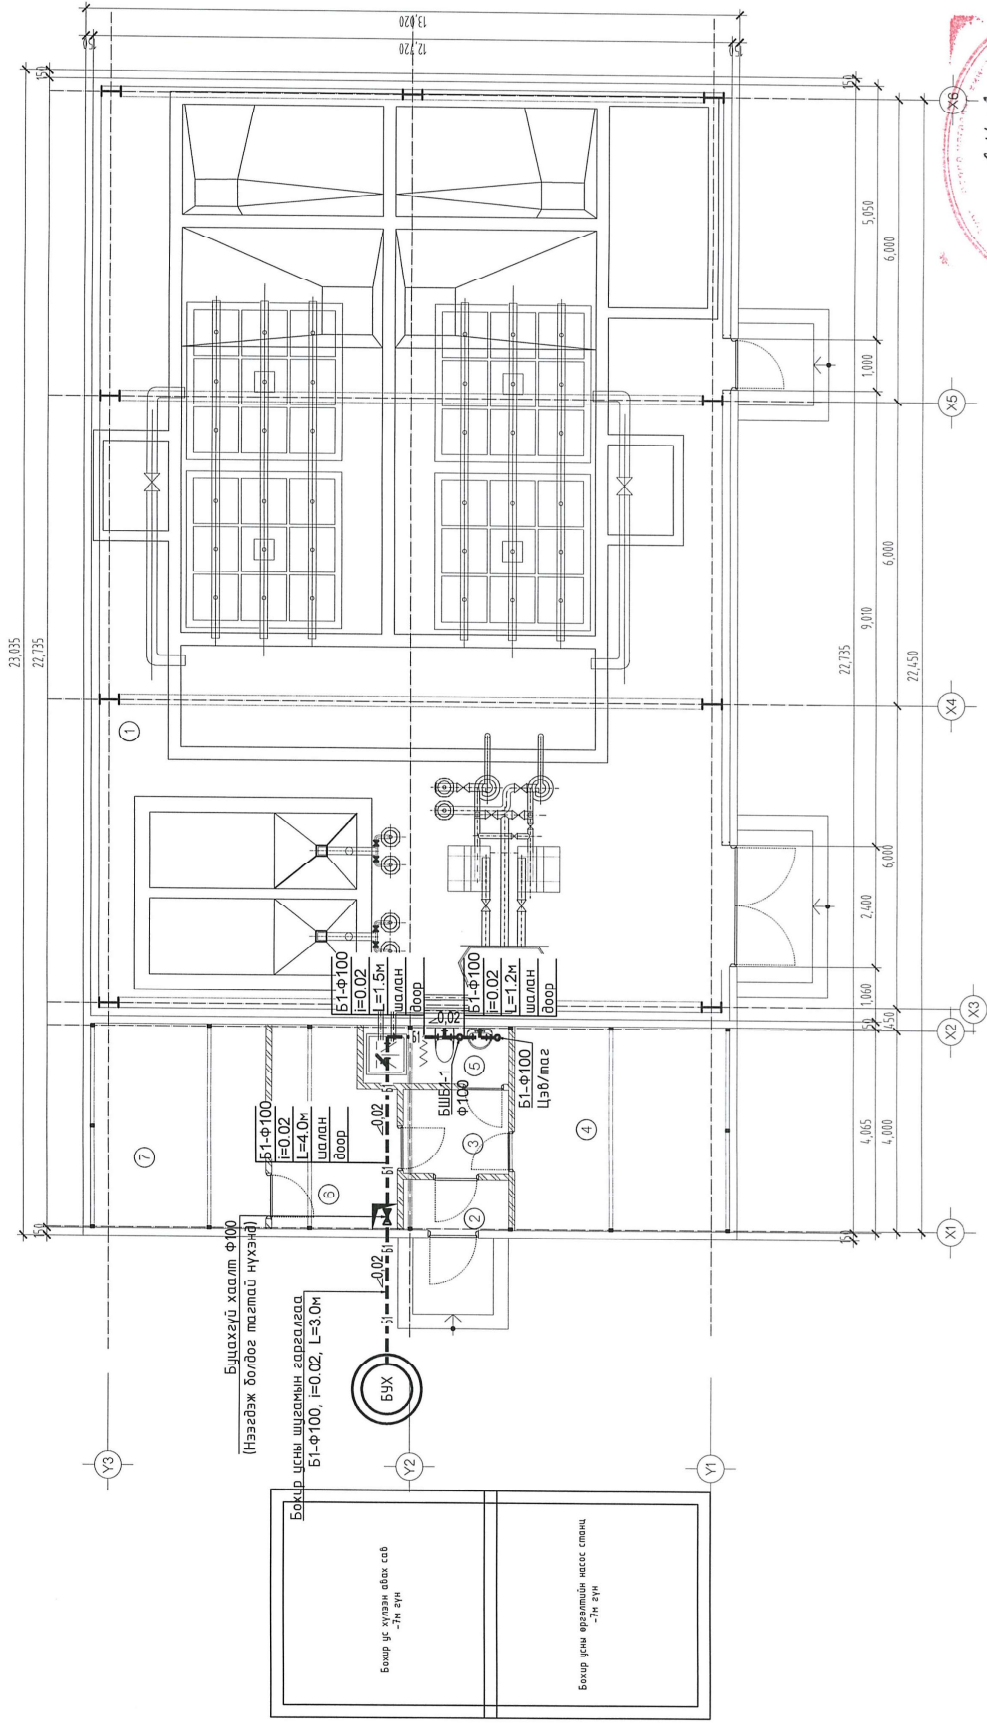 13,020
12,720
150
150
23,035
22,735
150
150
Y3
Y2
Y1
X1
X2
X3
X4
X5
X6
150
150
4,065
4,000
50
450
1,060
2,400
6,000
9,010
6,000
1,000
5,050
6,000
22,735
22,450
1
2
3
4
5
6
7
Буцахгүй хаалт Ф100
(Нээгдэж болдог тагтай нүхэнд)
Бохир усны шугамын гаргалгаа
Б1-Ф100, i=0.02, L=3.0м
Б1-Ф100
i=0.02
L=4.0м
шалан
доор
Б1-Ф100
i=0.02
L=1.5м
шалан
доор
Б1-Ф100
i=0.02
L=1.2м
шалан
доор
БШБ1-1
Ф100
Б1-Ф100
Цэв/таг
БУХ
Б1
0,02
Б1
Б1
0,02
Б1
Б1
0,02
Бохир ус хүлээн авах сав
-7м гүн
Бохир усны өргөлтийн насос станц
-7м гүн